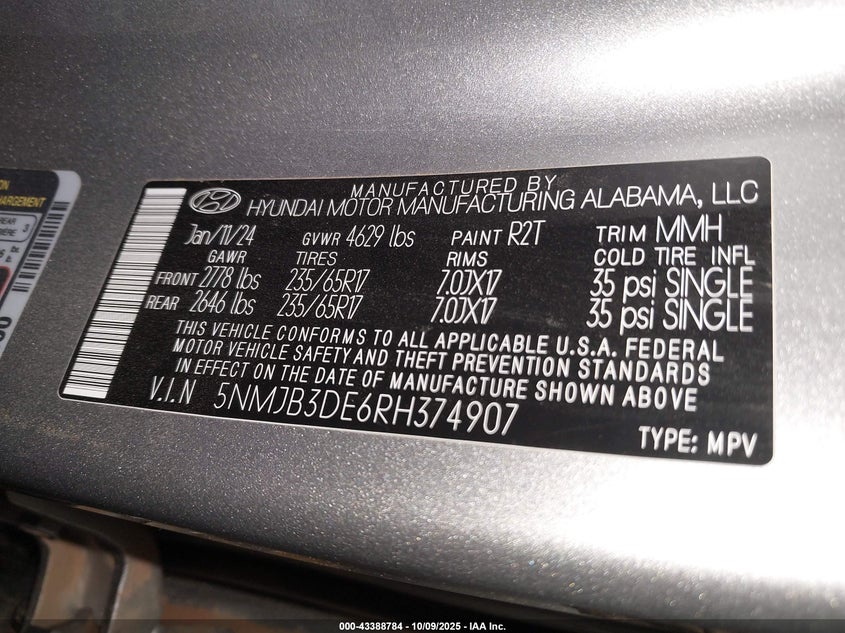 MANUFACTURED BY
HYUNDAI MOTOR MANUFACTURING ALABAMA, LLC
Jan/11/24 GVWR 4629 lbs PAINT R2T TRIM MMH
GAWR TIRES RIMS COLD TIRE INFL
FRONT 2778 lbs 235/65R17 7.0JX17 35 psi SINGLE
REAR 2646 lbs 235/65R17 7.0JX17 35 psi SINGLE
THIS VEHICLE CONFORMS TO ALL APPLICABLE U.S.A. FEDERAL
MOTOR VEHICLE SAFETY AND THEFT PREVENTION STANDARDS
IN EFFECT ON THE DATE OF MANUFACTURE SHOWN ABOVE
V.I.N 5NMJB3DE6RH374907
TYPE: MPV
REAR 3
000-43388784 - 10/09/2025 - IAA Inc.